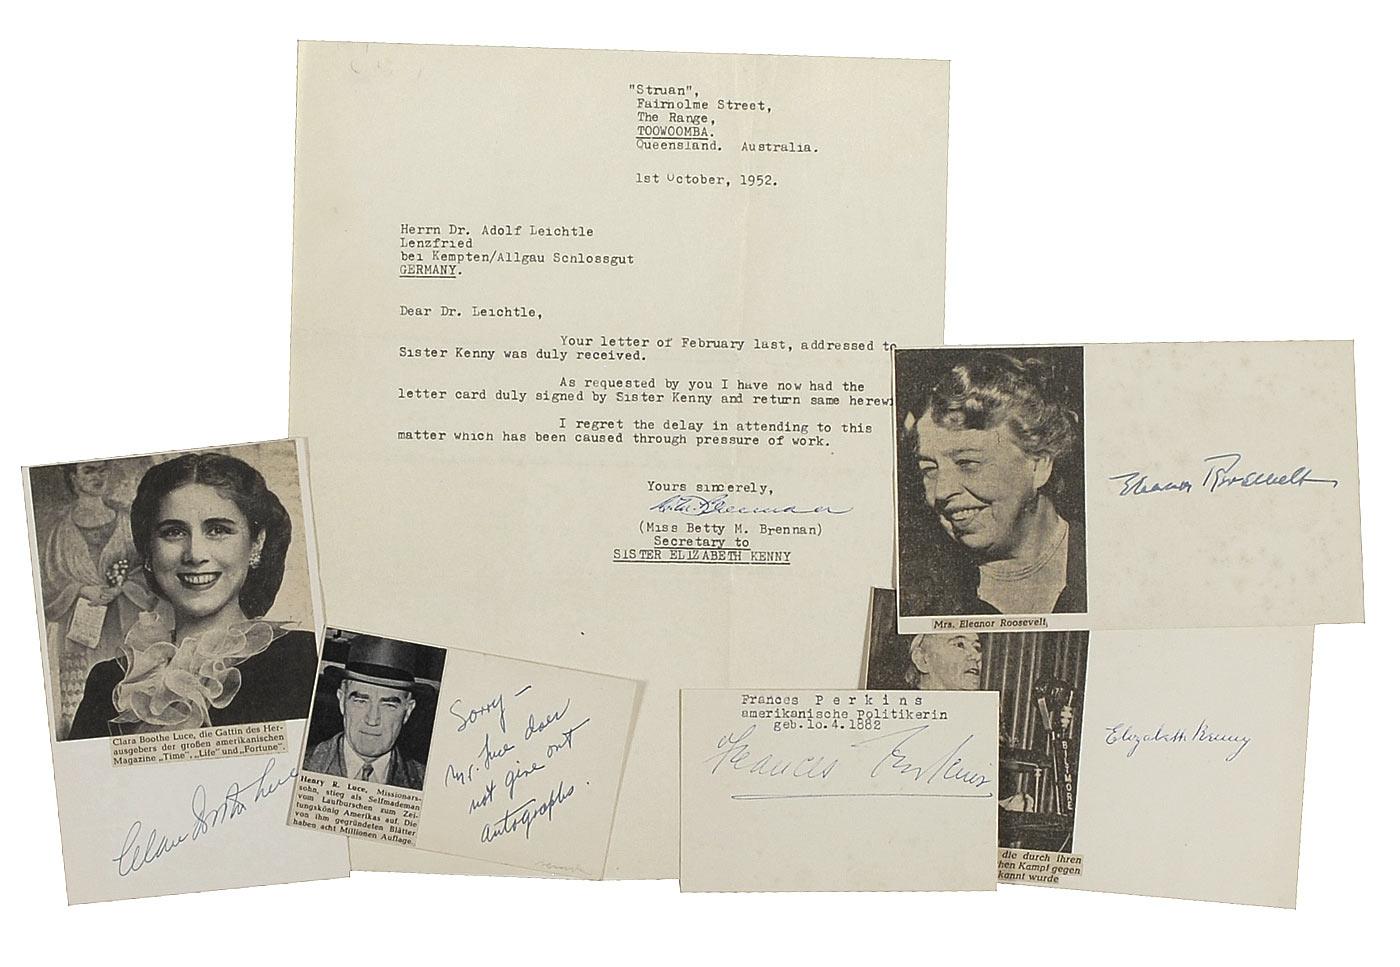 "Struan",
Fairholme Street,
The Range,
TOOWOOMBA.
Queensland. Australia.
1st October, 1952.
Herrn Dr. Adolf Leichtle
Lenzfried
bei Kempten/Allgau Schlossgut
GERMANY.
Dear Dr. Leichtle,
Your letter of February last, addressed to
Sister Kenny was duly received.
As requested by you I have now had the
letter card duly signed by Sister Kenny and return same herewi
I regret the delay in attending to this
matter which has been caused through pressure of work.
Yours sincerely,
B.M. Brennan
(Miss Betty M. Brennan)
Secretary to
SISTER ELIZABETH KENNY
Clara Boothe Luce, die Gattin des Her-
ausgebers der großen amerikanischen
Magazine „Time", „Life" und „Fortune".
Clare Boothe Luce
Henry R. Luce, Missionars-
sohn, stieg als Selfmademan
vom Laufburschen zum Zei-
tungskönig Amerikas auf. Die
von ihm gegründeten Blätter
haben acht Millionen Auflage.
Sorry –
Mr. Luce does
not give out
autographs.
Frances Perkins
amerikanische Politikerin
geb.10.4.1882
Frances Perkins
Mrs. Eleanor Roosevelt
Eleanor Roosevelt
BILTMORE
Elizabeth Kenny
die durch ihren
hen Kampf gegen
kannt wurde